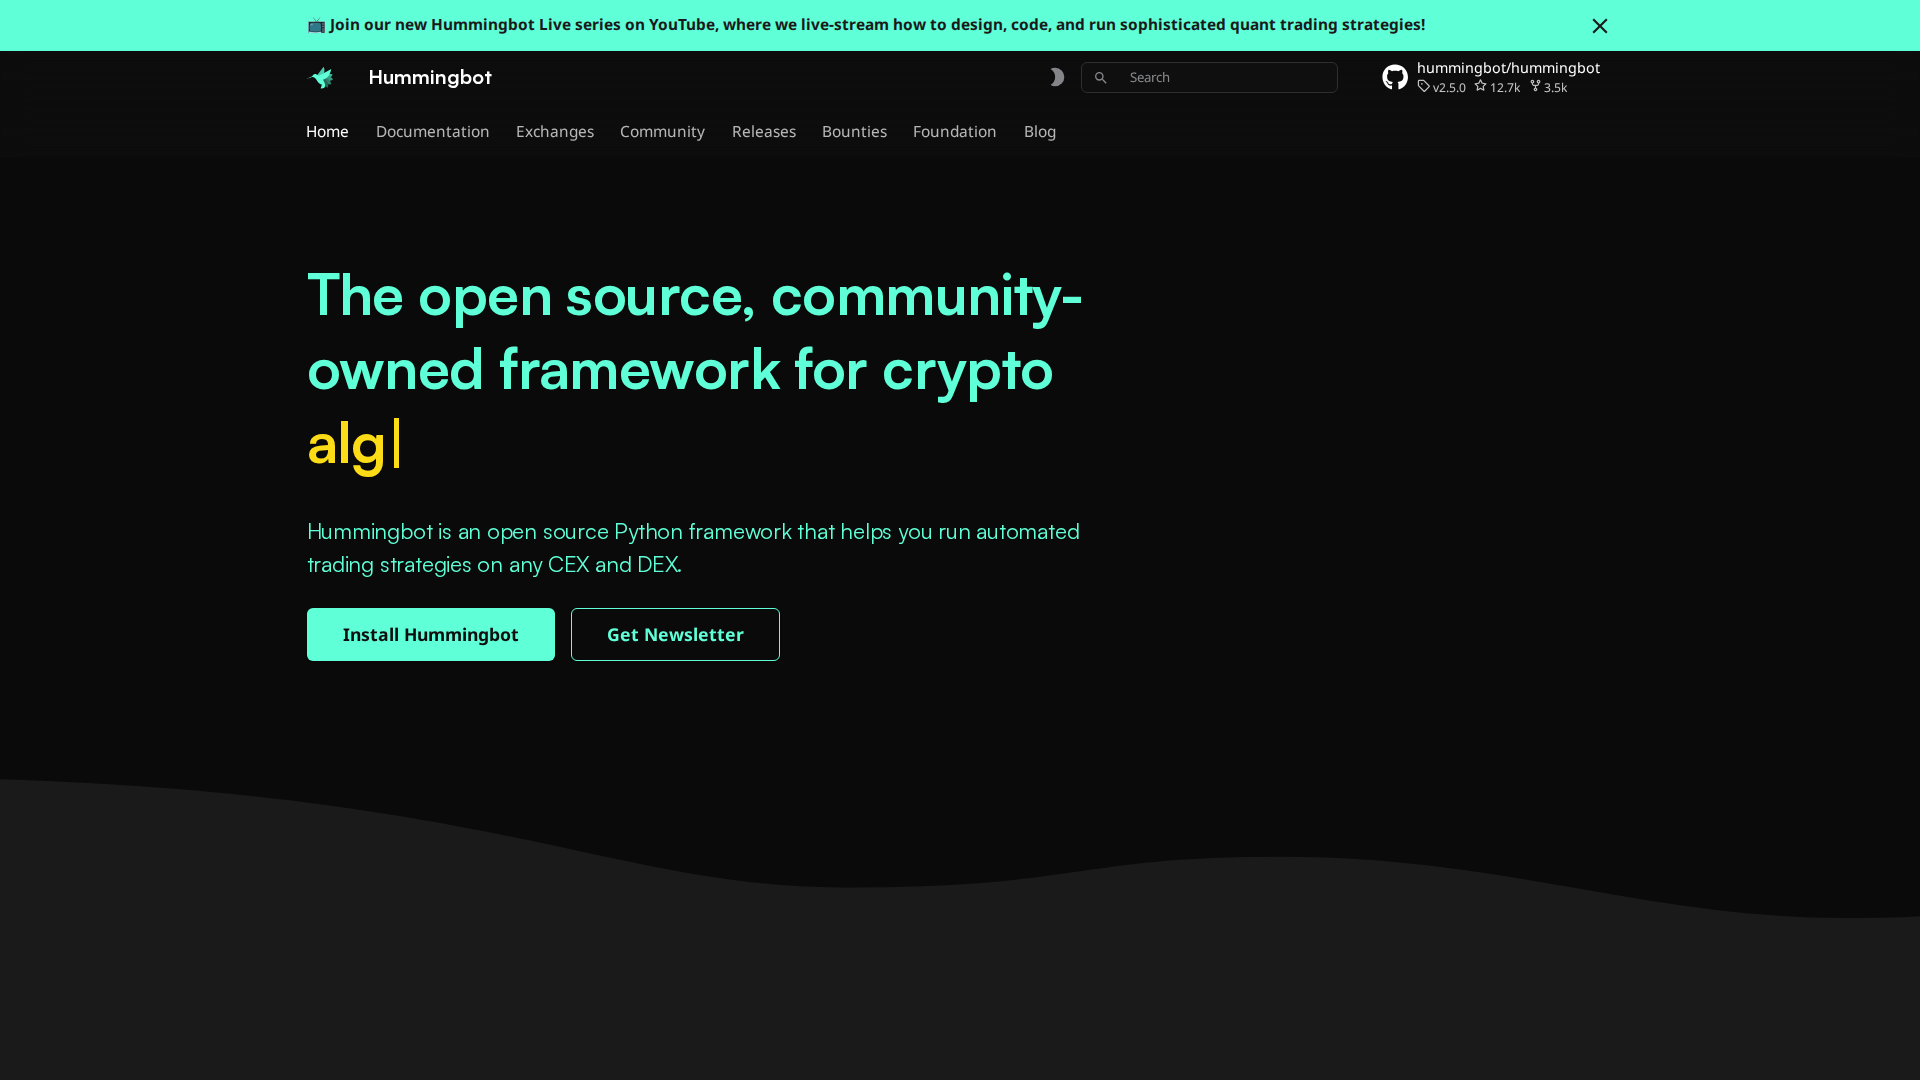 📺 Join our new Hummingbot Live series on YouTube, where we live-stream how to design, code, and run sophisticated quant trading strategies!
Hummingbot
Search
hummingbot/hummingbot
v2.5.0 12.7k 3.5k
Home Documentation Exchanges Community Releases Bounties Foundation Blog
The open source, community-
owned framework for crypto
alg|
Hummingbot is an open source Python framework that helps you run automated
trading strategies on any CEX and DEX.
Install Hummingbot Get Newsletter